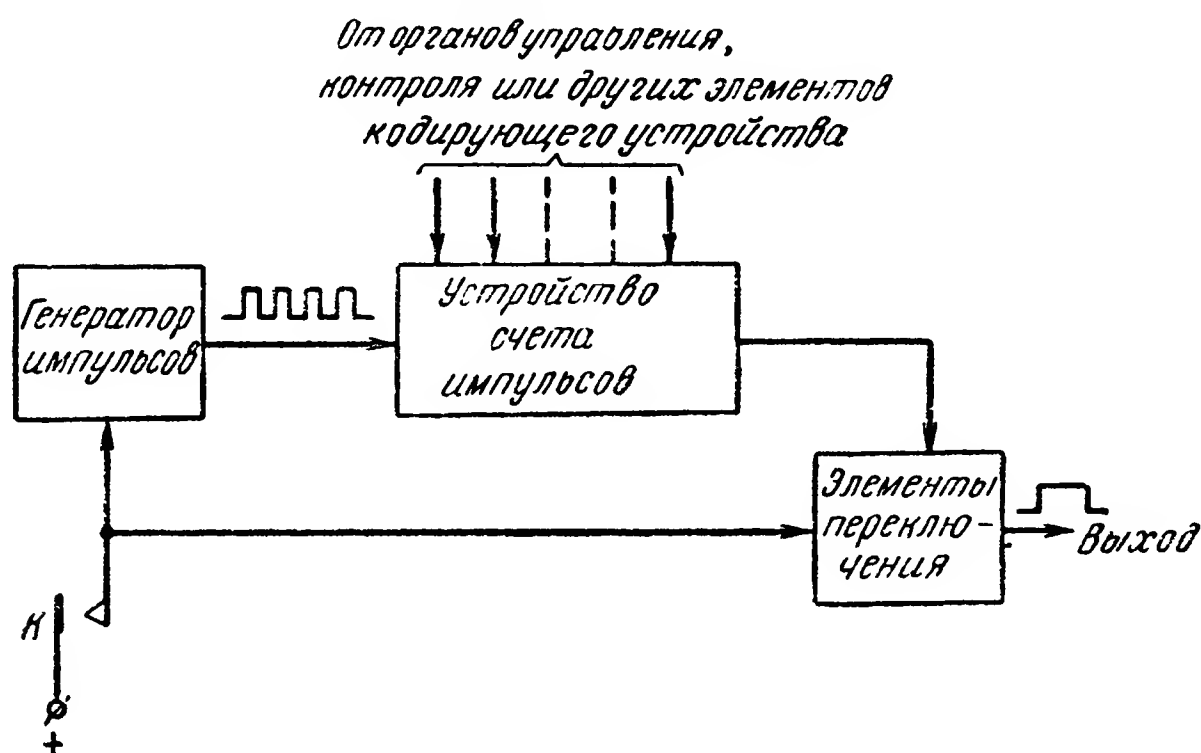 От органов управления,
контроля или других элементов
кодирующего устройства
Генератор
импульсов
Устройство
счета
импульсов
Элементы
переклю-
чения
Выход
К
+